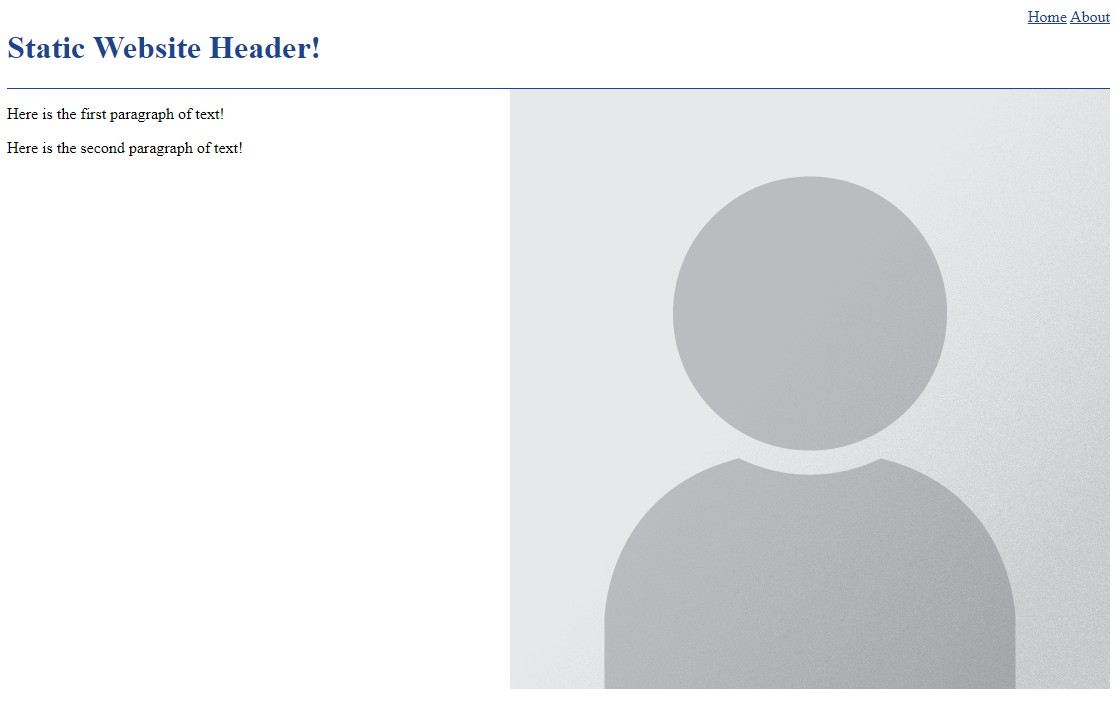 Home About
Static Website Header!
Here is the first paragraph of text!
Here is the second paragraph of text!